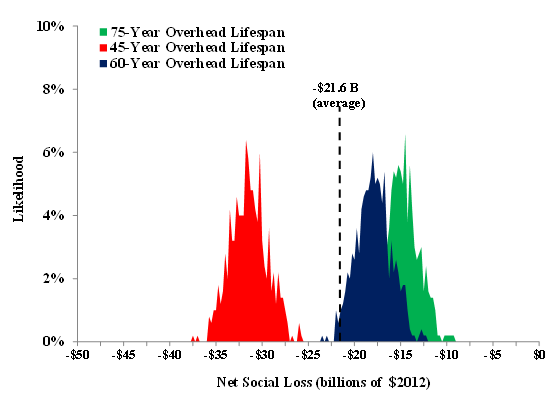 10%
8%
6%
4%
2%
0%
Likelihood
75-Year Overhead Lifespan
45-Year Overhead Lifespan
60-Year Overhead Lifespan
-$21.6 B
(average)
-$50 -$45 -$40 -$35 -$30 -$25 -$20 -$15 -$10 -$5 $0
Net Social Loss (billions of $2012)